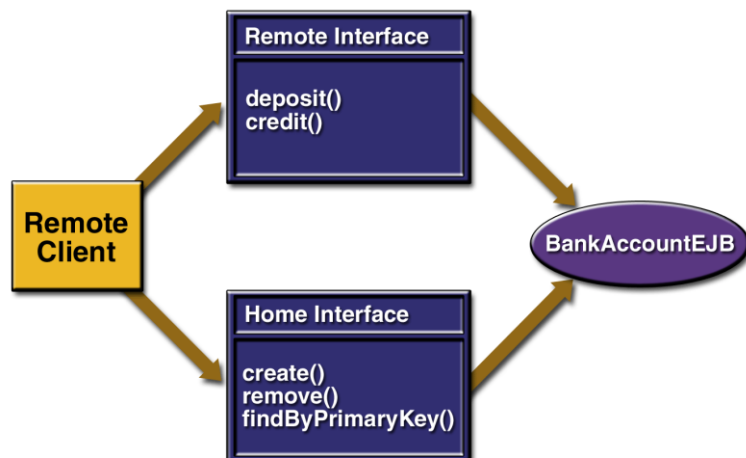 Remote Interface
deposit()
credit()
Remote
Client
BankAccountEJB
Home Interface
create()
remove()
findByPrimaryKey()